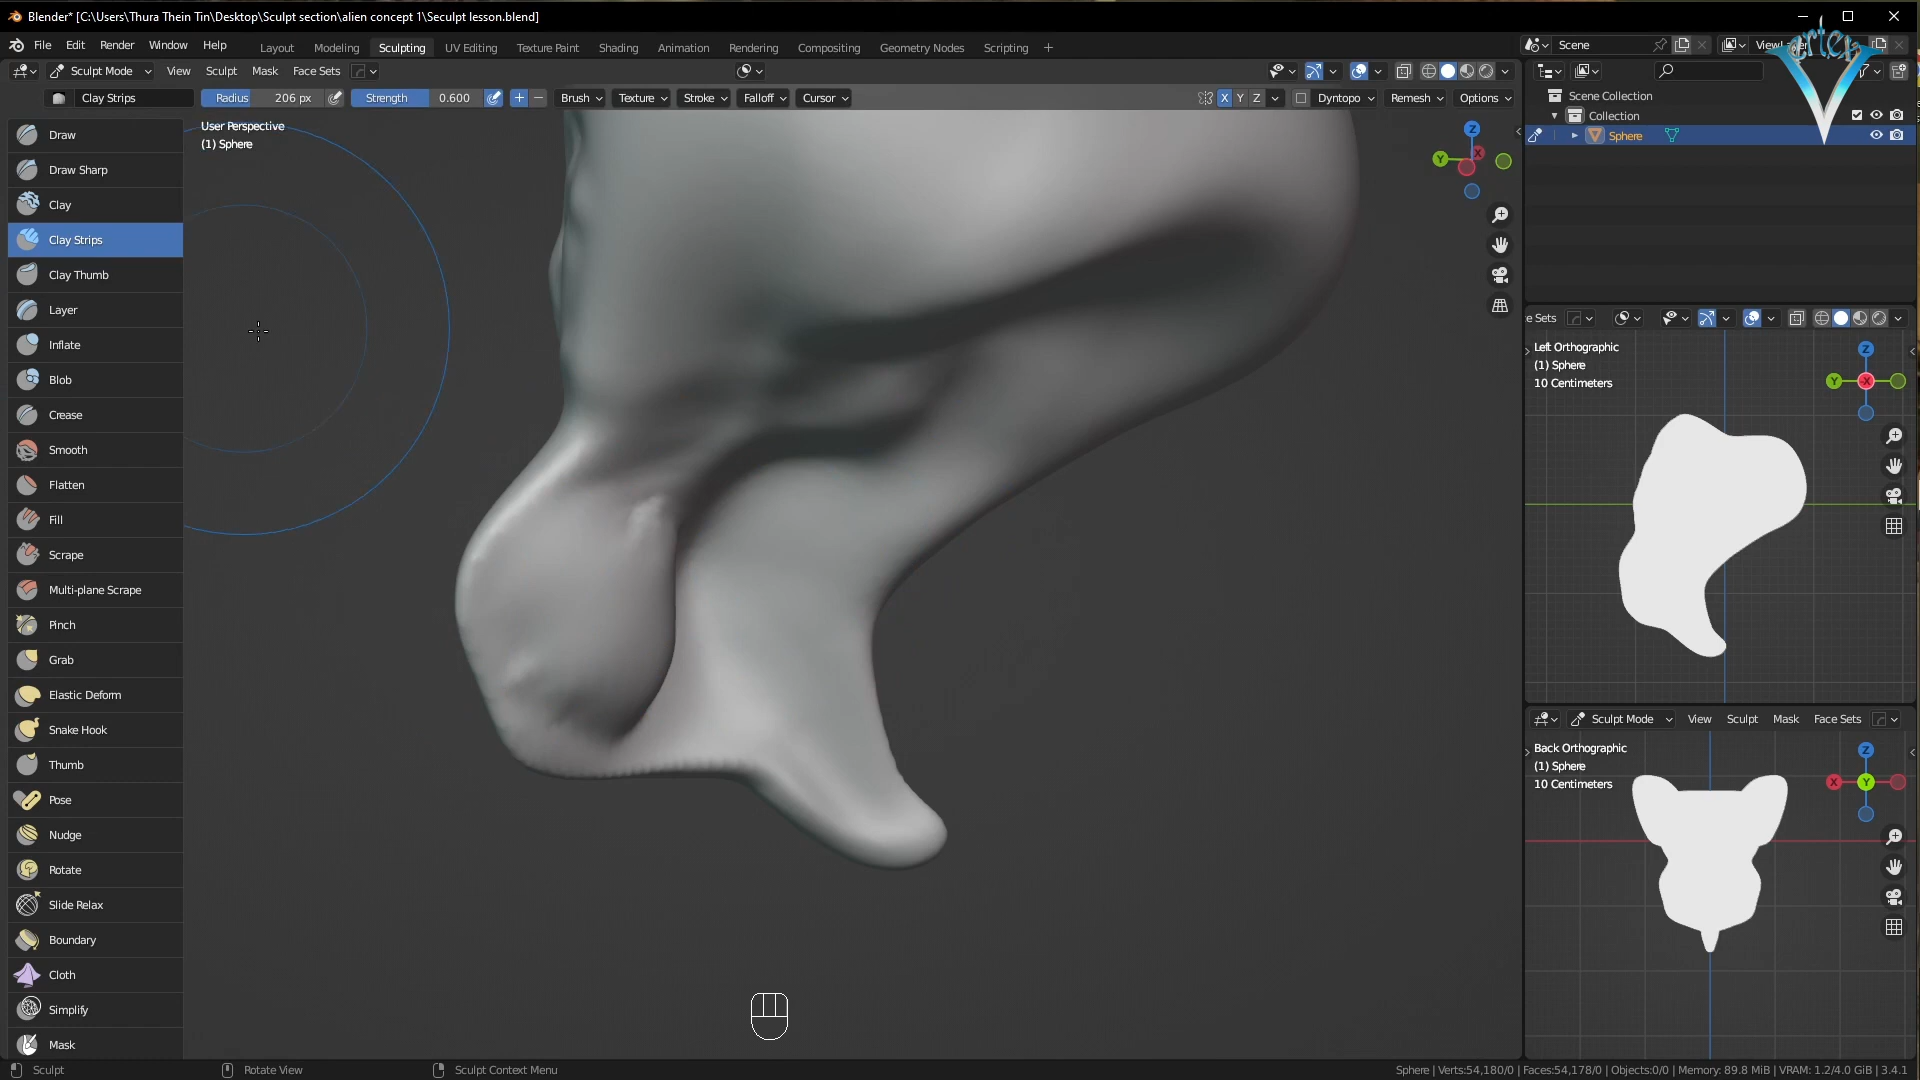 Blender* [C:\Users\Thura Thein Tin\Desktop\Sculpt section\alien concept 1\Seculpt lesson.blend]
File Edit Render Window Help Layout Modeling Sculpting UV Editing Texture Paint Shading Animation Rendering Compositing Geometry Nodes Scripting + Scene
Sculpt Mode View Sculpt Mask Face Sets
Clay Strips Radius 206 px Strength 0.600 Brush Texture Stroke Falloff Cursor X Y Z Dyntopo Remesh Options
Scene Collection
Collection
Sphere
User Perspective
(1) Sphere
Z
Y
X
Draw
Draw Sharp
Clay
Clay Strips
Clay Thumb
Layer
Inflate
Blob
Crease
Smooth
Flatten
Fill
Scrape
Multi-plane Scrape
Pinch
Grab
Elastic Deform
Snake Hook
Thumb
Pose
Nudge
Rotate
Slide Relax
Boundary
Cloth
Simplify
Mask
e Sets
Left Orthographic
(1) Sphere
10 Centimeters
Z
Y
X
Sculpt Mode View Sculpt Mask Face Sets
Back Orthographic
(1) Sphere
10 Centimeters
Z
X
Y
Sculpt Rotate View Sculpt Context Menu
Sphere | Verts:54,180/0 | Faces:54,178/0 | Objects:0/0 | Memory: 89.8 MiB | VRAM: 1.2/4.0 GiB | 3.4.1